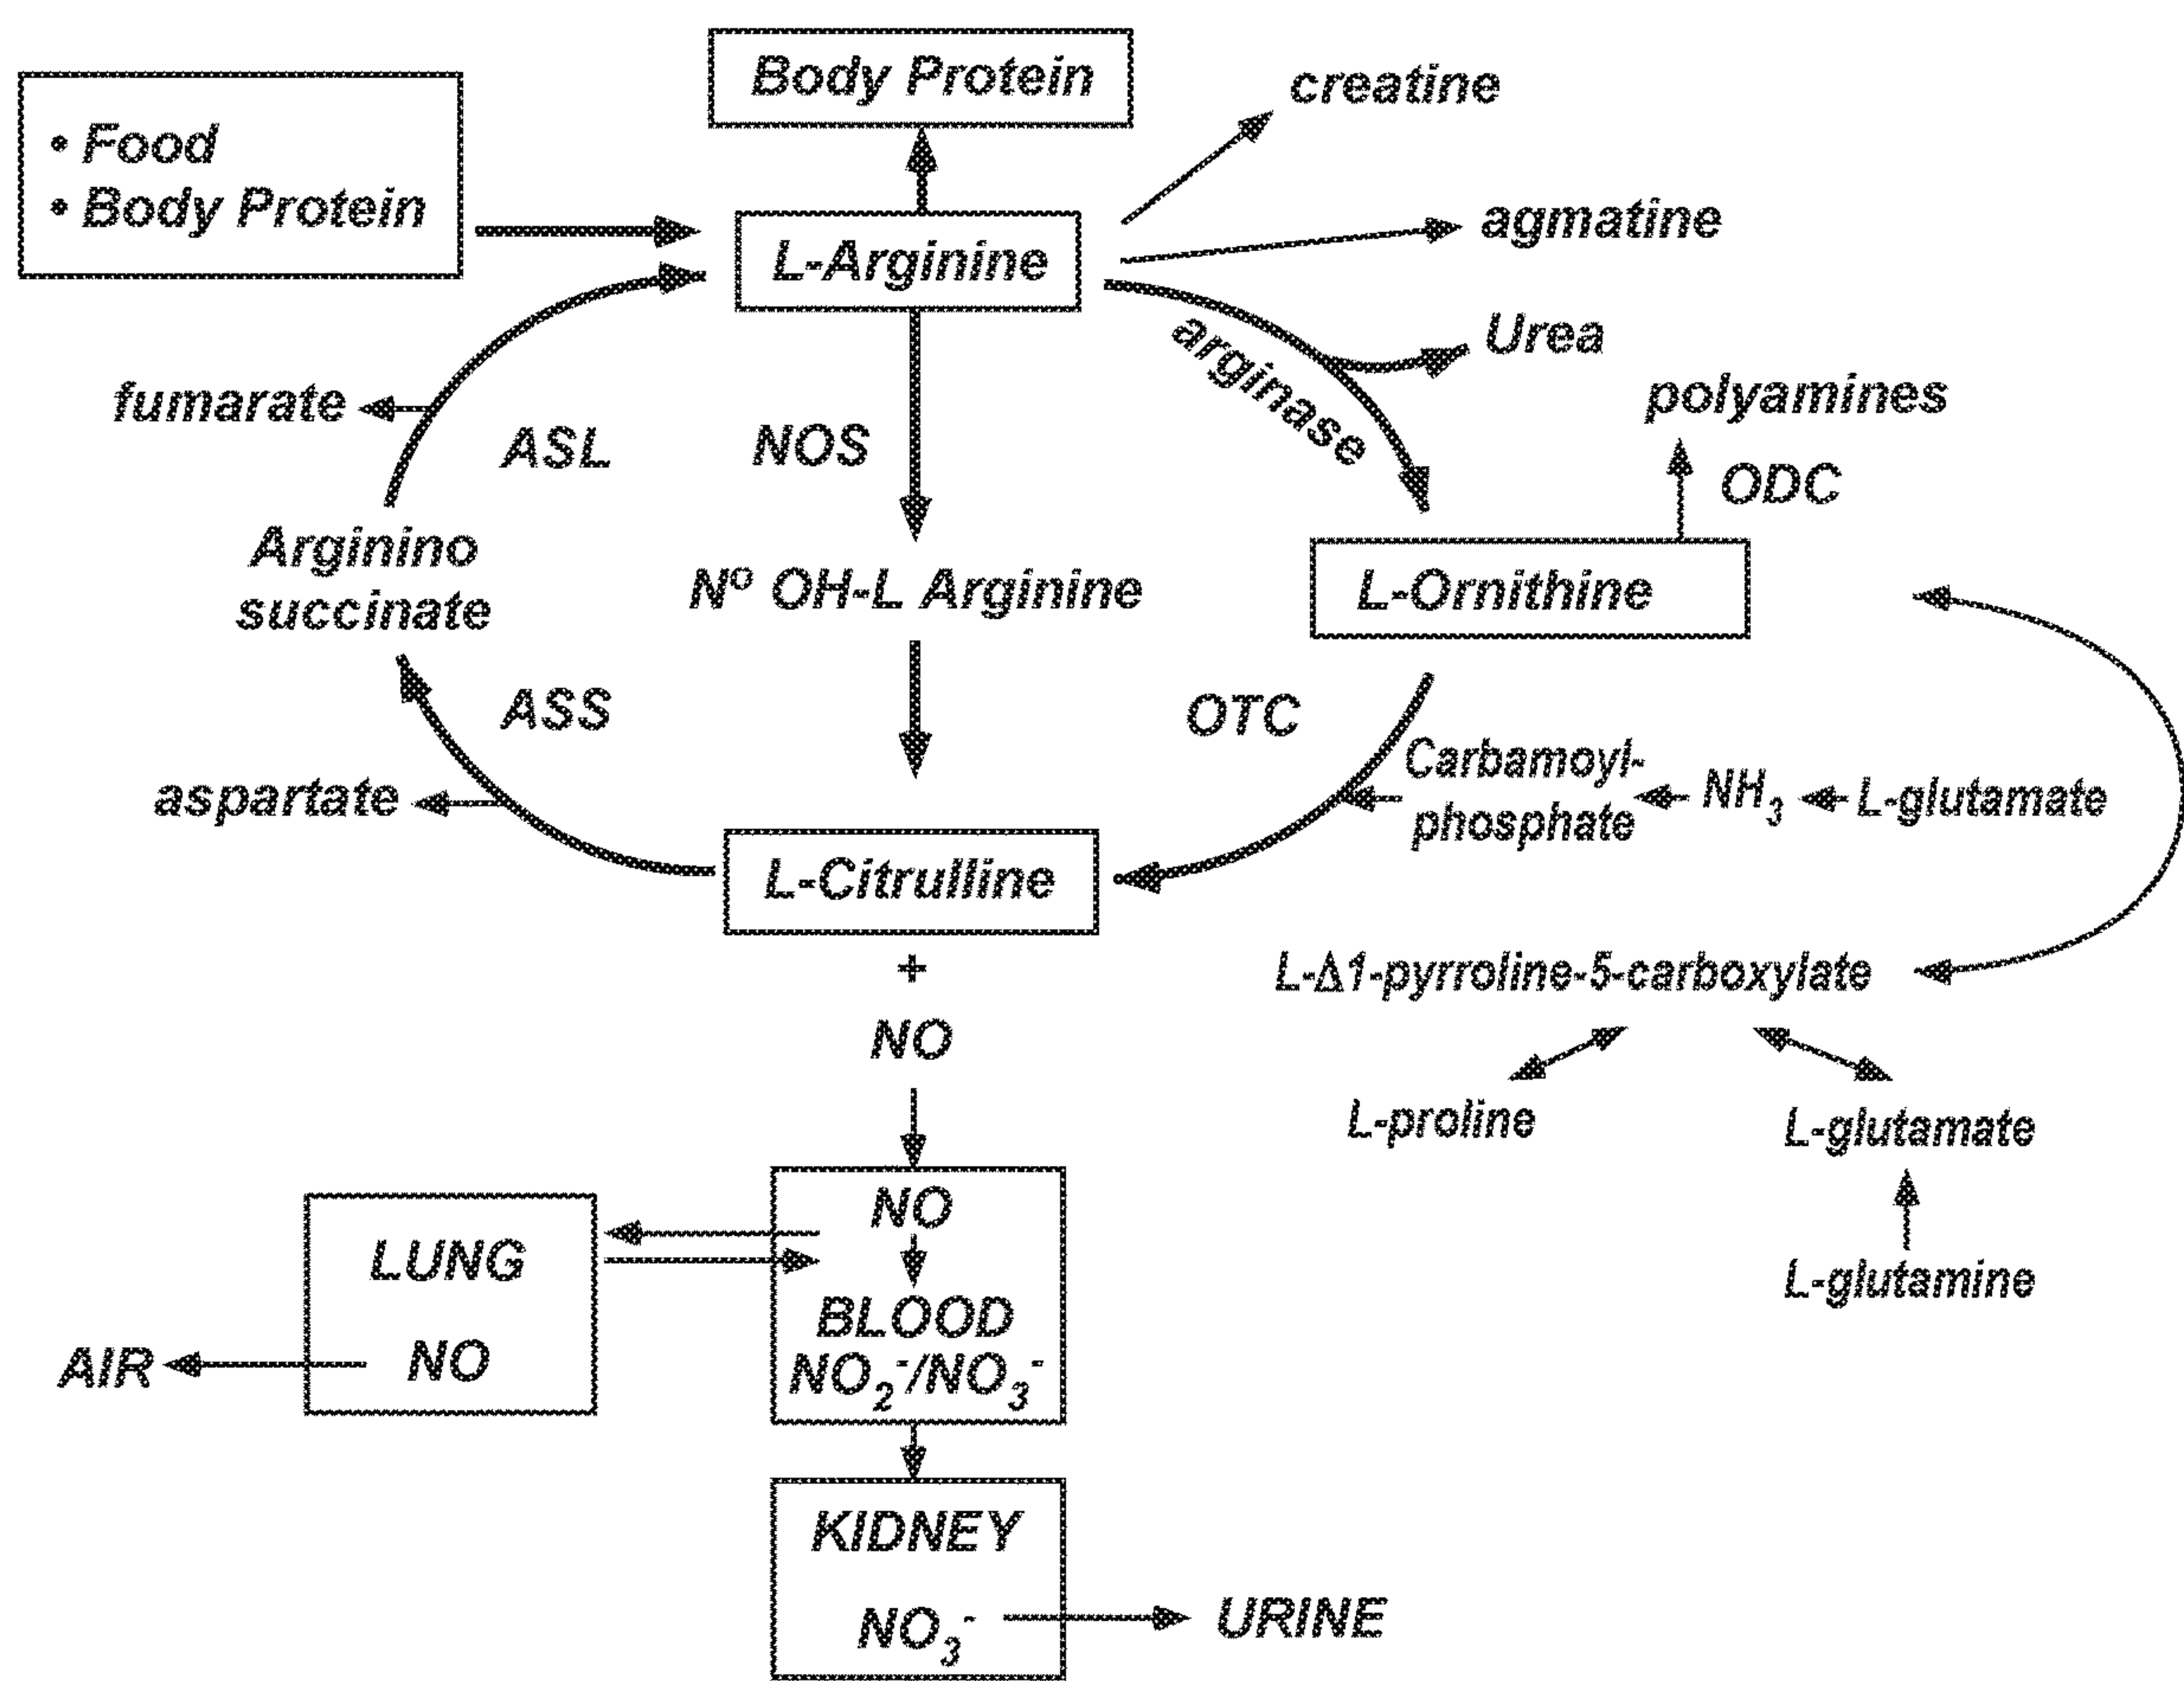 Body Protein
creatine
• Food
• Body Protein
agmatine
L-Arginine
Urea
arginase
polyamines
fumarate
ASL
NOS
ODC
Arginino
succinate
Nº OH-L Arginine
L-Ornithine
ASS
OTC
Carbamoyl-
phosphate
NH₃
L-glutamate
aspartate
L-Citrulline
+
NO
L-Δ1-pyrroline-5-carboxylate
L-proline
L-glutamate
L-glutamine
NO
BLOOD
NO₂⁻/NO₃⁻
LUNG
NO
AIR
KIDNEY
NO₃⁻
URINE